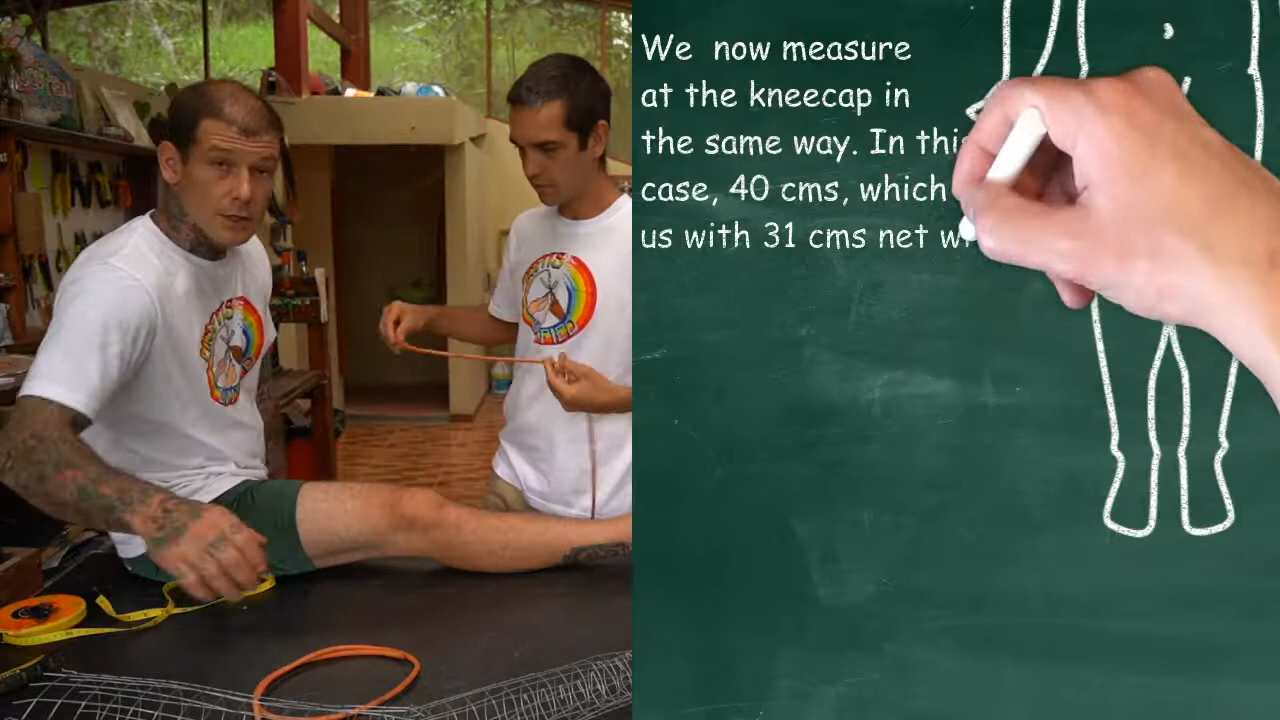 We now measure
at the kneecap in
the same way. In this
case, 40 cms, which
us with 31 cms net